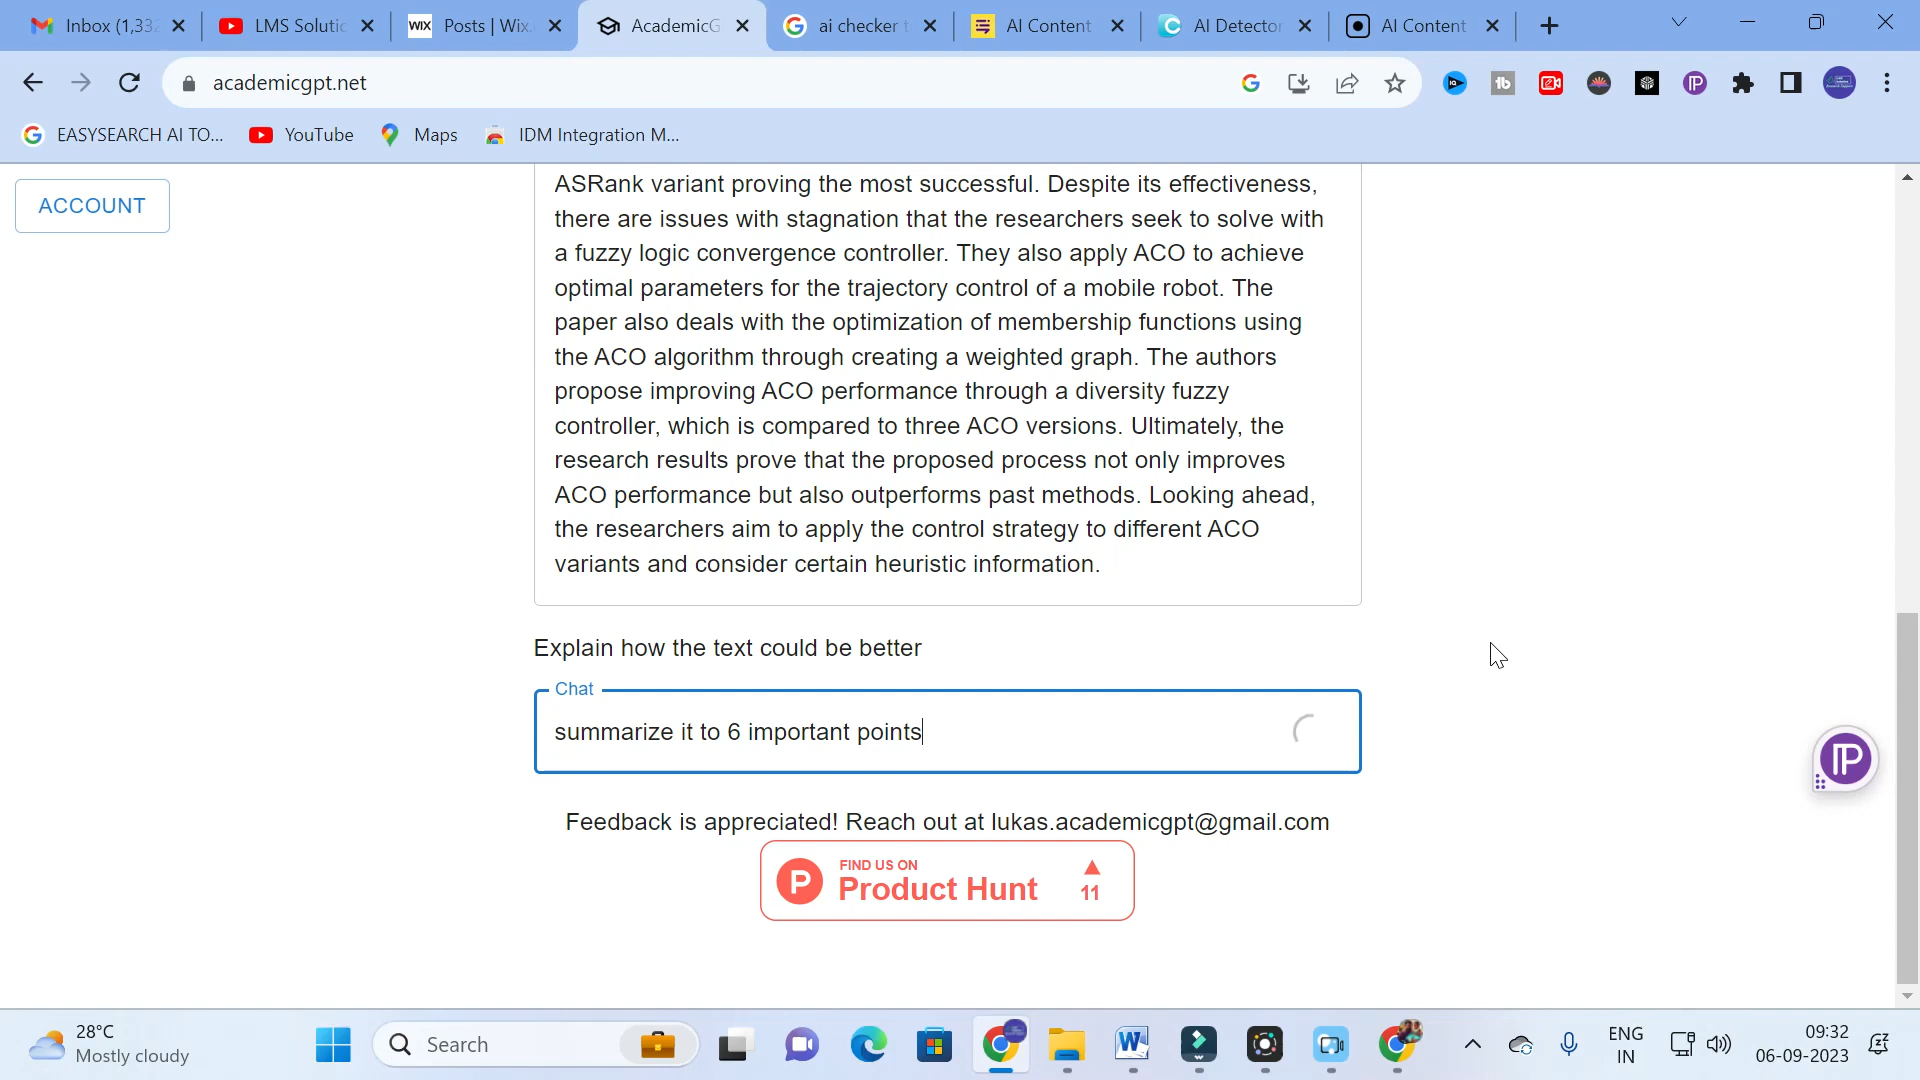 Inbox (1,33
LMS Soluti
WIX Posts | Wix.
Academic
ai checker
AI Content
AI Detector
AI Content
academicgpt.net
EASYSEARCH AI TO...
YouTube
Maps
IDM Integration M...
ACCOUNT
ASRank variant proving the most successful. Despite its effectiveness,
there are issues with stagnation that the researchers seek to solve with
a fuzzy logic convergence controller. They also apply ACO to achieve
optimal parameters for the trajectory control of a mobile robot. The
paper also deals with the optimization of membership functions using
the ACO algorithm through creating a weighted graph. The authors
propose improving ACO performance through a diversity fuzzy
controller, which is compared to three ACO versions. Ultimately, the
research results prove that the proposed process not only improves
ACO performance but also outperforms past methods. Looking ahead,
the researchers aim to apply the control strategy to different ACO
variants and consider certain heuristic information.
Explain how the text could be better
Chat
summarize it to 6 important points
Feedback is appreciated! Reach out at lukas.academicgpt@gmail.com
FIND US ON
Product Hunt
11
28°C
Mostly cloudy
Search
ENG
IN
09:32
06-09-2023